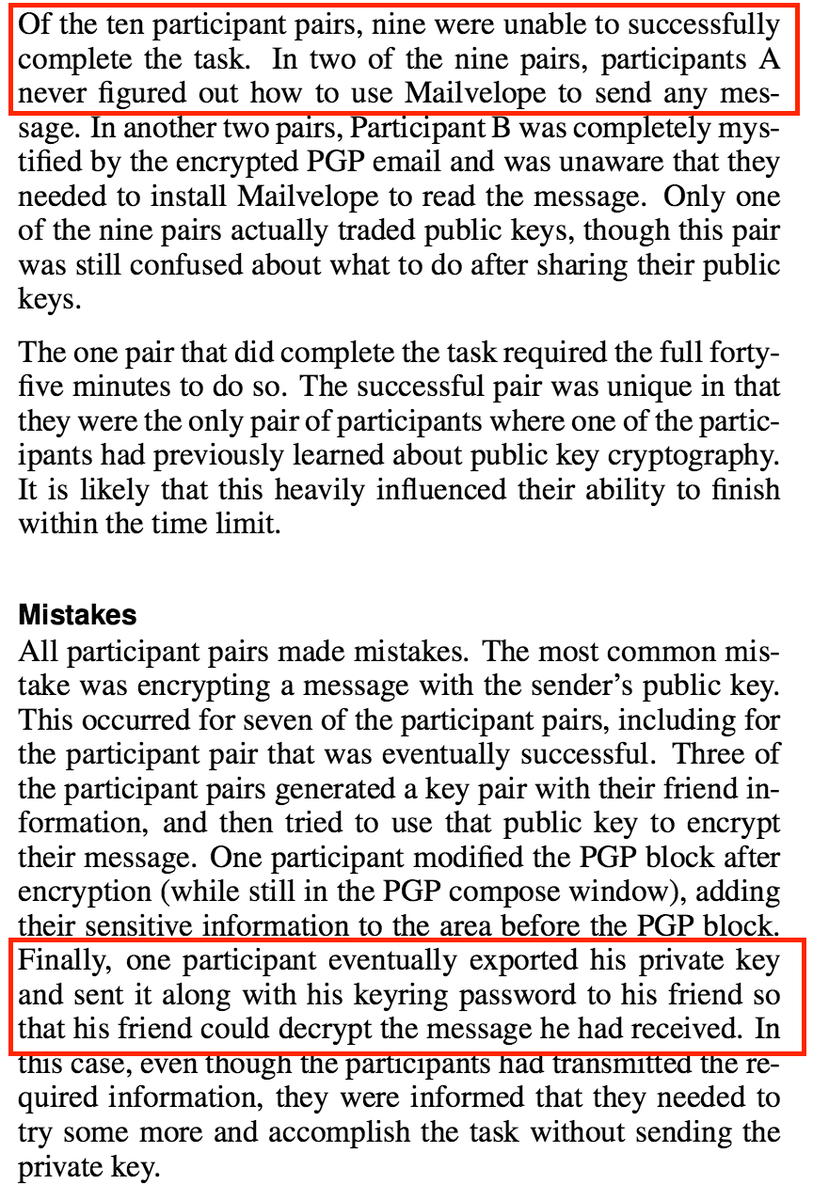 Of the ten participant pairs, nine were unable to successfully
complete the task. In two of the nine pairs, participants A
never figured out how to use Mailvelope to send any mes-
sage. In another two pairs, Participant B was completely mys-
tified by the encrypted PGP email and was unaware that they
needed to install Mailvelope to read the message. Only one
of the nine pairs actually traded public keys, though this pair
was still confused about what to do after sharing their public
keys.
The one pair that did complete the task required the full forty-
five minutes to do so. The successful pair was unique in that
they were the only pair of participants where one of the partic-
ipants had previously learned about public key cryptography.
It is likely that this heavily influenced their ability to finish
within the time limit.
Mistakes
All participant pairs made mistakes. The most common mis-
take was encrypting a message with the sender's public key.
This occurred for seven of the participant pairs, including for
the participant pair that was eventually successful. Three of
the participant pairs generated a key pair with their friend in-
formation, and then tried to use that public key to encrypt
their message. One participant modified the PGP block after
encryption (while still in the PGP compose window), adding
their sensitive information to the area before the PGP block.
Finally, one participant eventually exported his private key
and sent it along with his keyring password to his friend so
that his friend could decrypt the message he had received. In
this case, even though the participants had transmitted the re-
quired information, they were informed that they needed to
try some more and accomplish the task without sending the
private key.